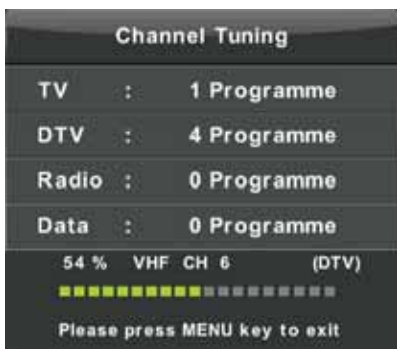 Channel Tuning
TV : 1 Programme
DTV : 4 Programme
Radio : 0 Programme
Data : 0 Programme
54 % VHF CH 6 (DTV)
Please press MENU key to exit